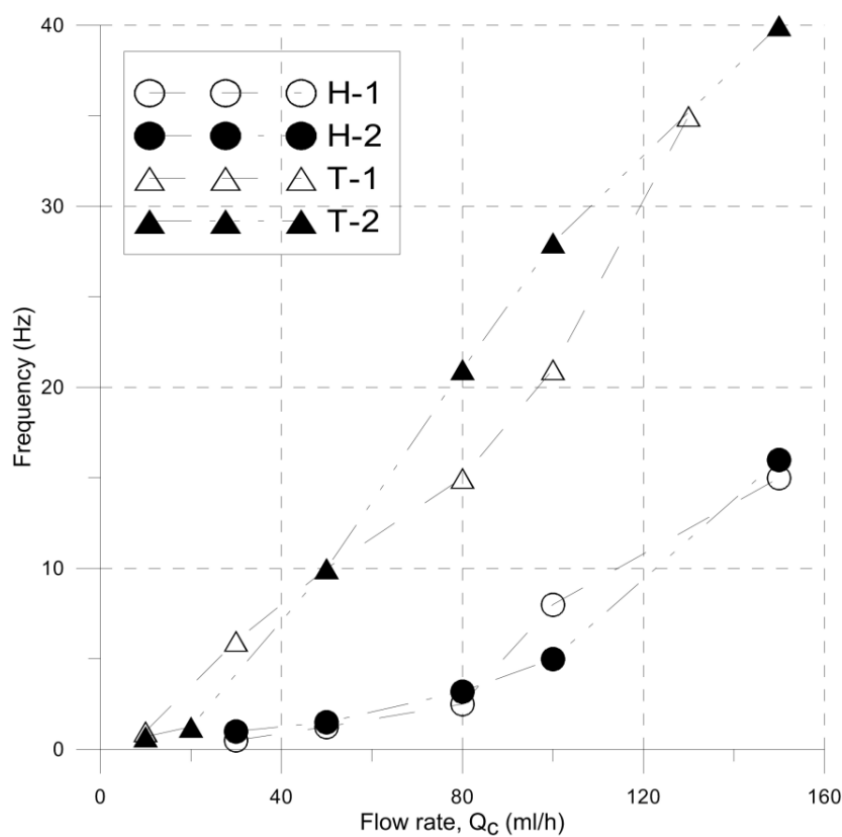 40
30
20
10
0
Frequency (Hz)
H-1
H-2
T-1
T-2
0 40 80 120 160
Flow rate, Qc (ml/h)